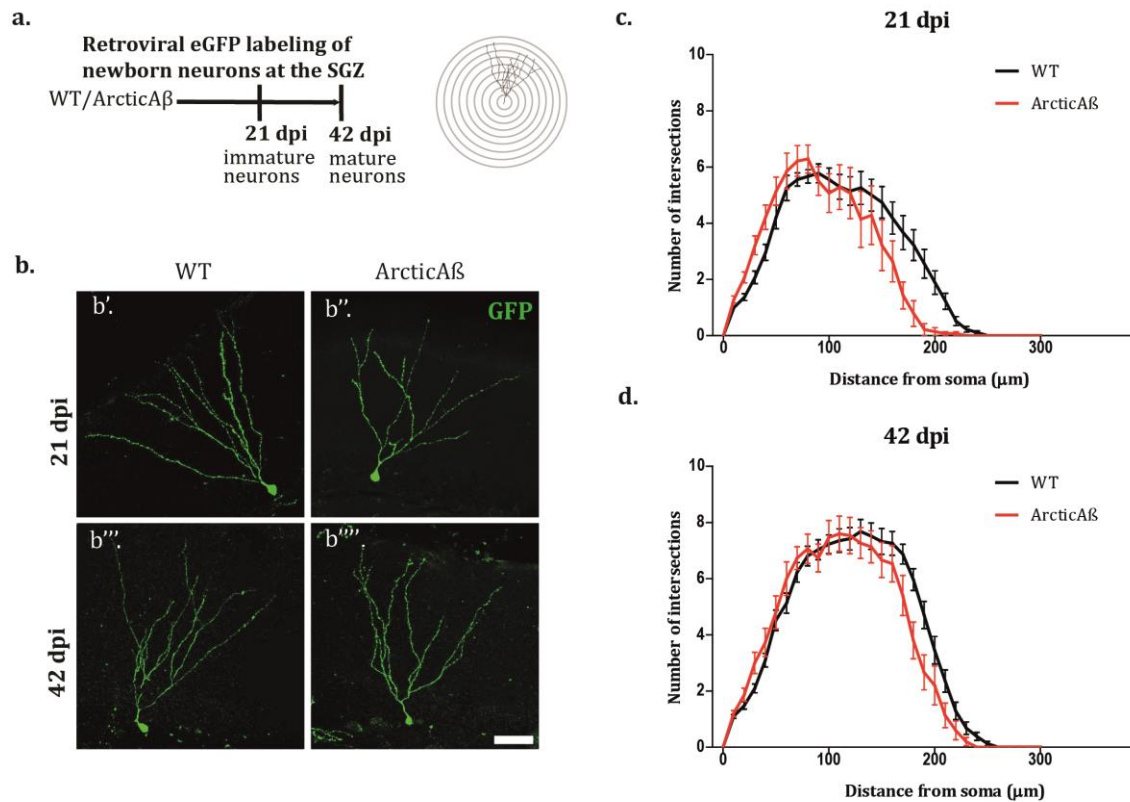 a.
Retroviral eGFP labeling of
newborn neurons at the SGZ
WT/ArcticAβ
21 dpi
immature
neurons
42 dpi
mature
neurons
b.
WT
ArcticAß
21 dpi
42 dpi
b'.
b''.
GFP
b'''.
b''''.
c.
21 dpi
WT
ArcticAß
Number of intersections
10
8
6
4
2
0
0 100 200 300
Distance from soma (μm)
d.
42 dpi
WT
ArcticAß
Number of intersections
10
8
6
4
2
0
0 100 200 300
Distance from soma (μm)